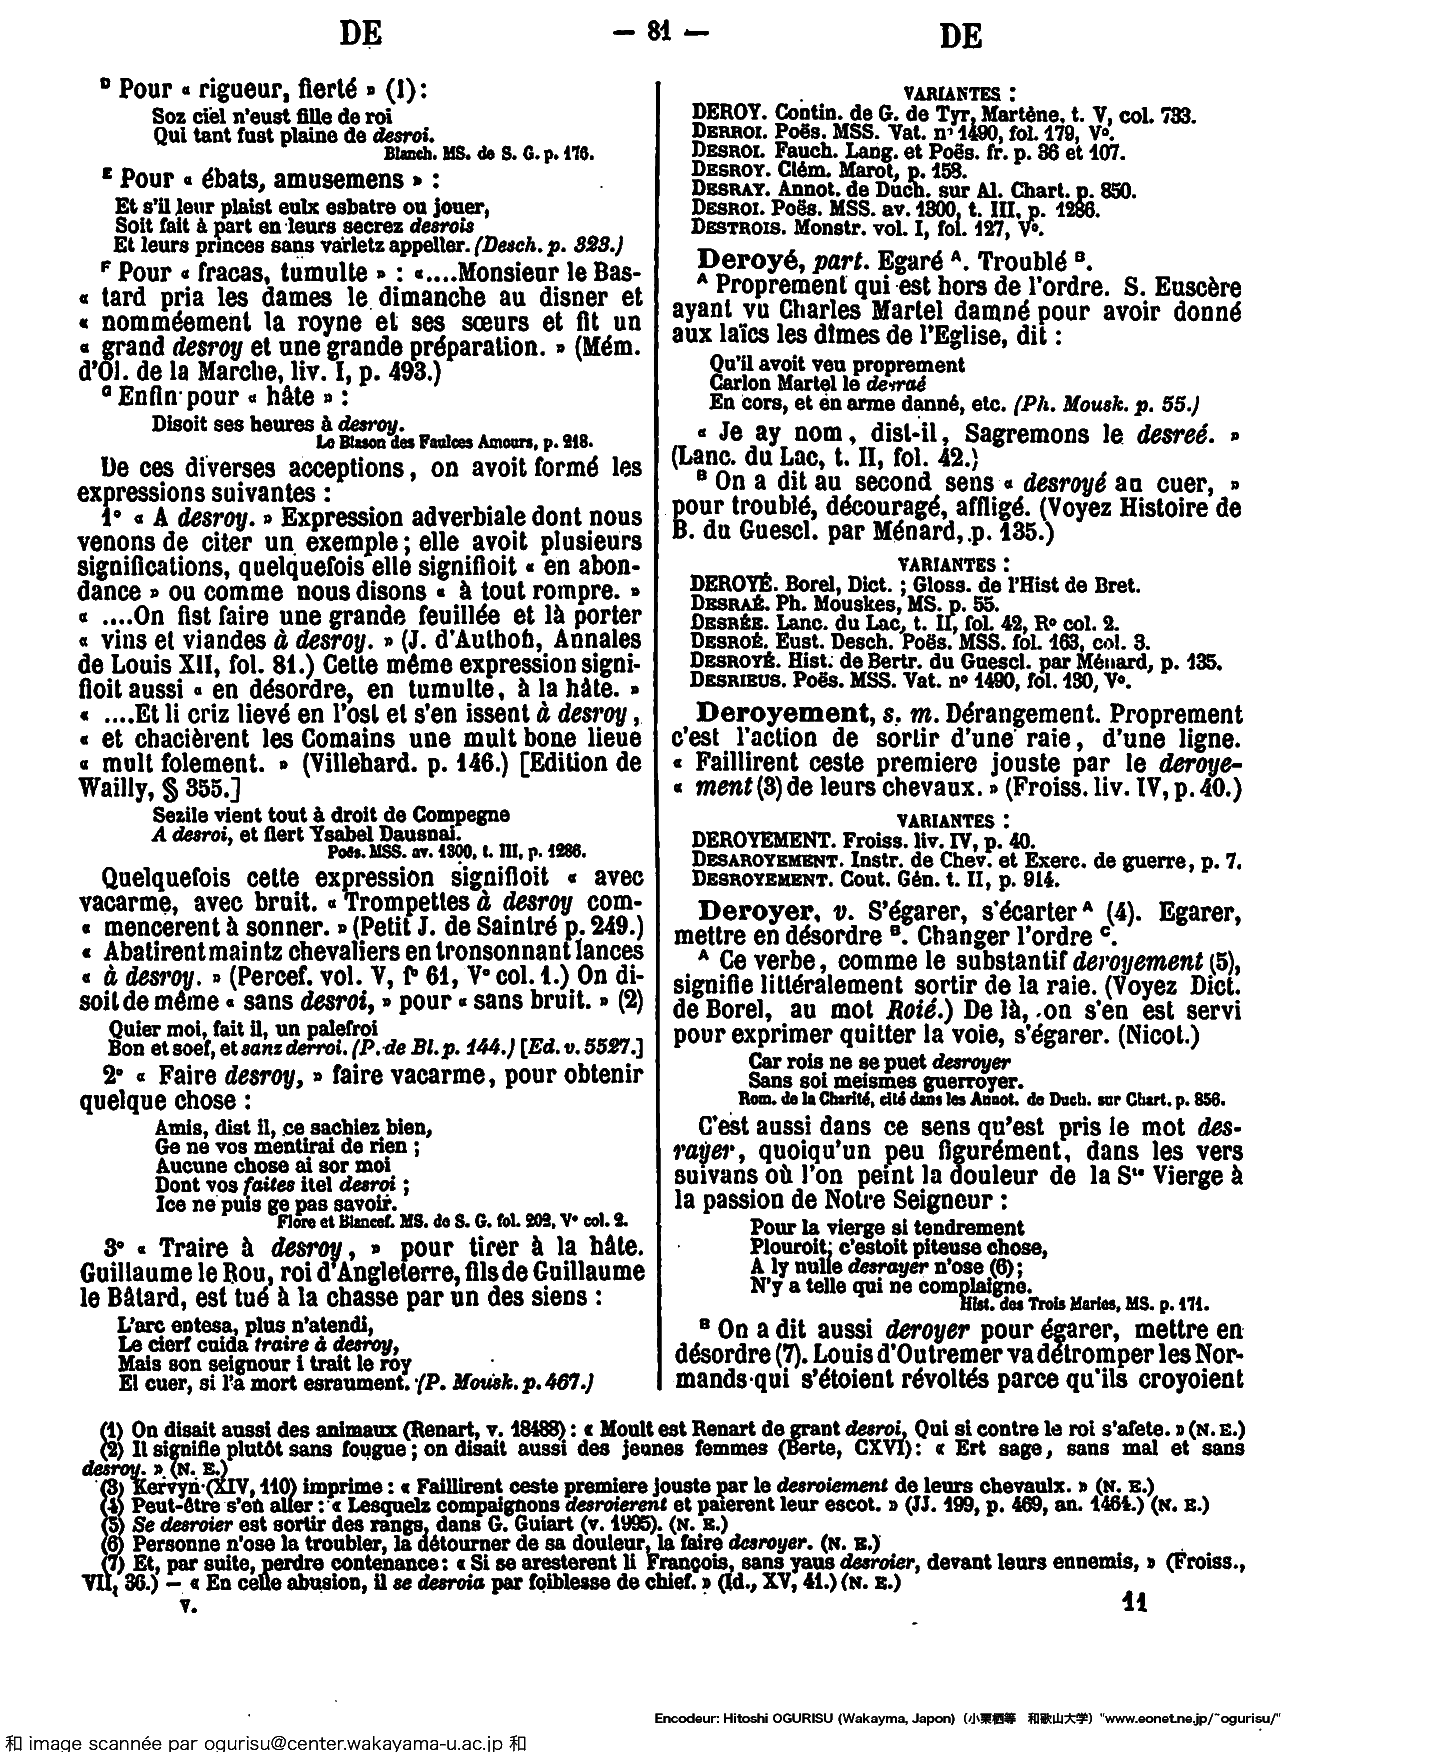 DE — 81 — DE
ᴰ Pour « rigueur, fierté » (1) :
Soz ciel n'eust fille de roi
Qui tant fust plaine de desroi.
Blanch. MS. de S. G. p. 176.
ᴱ Pour « ébats, amusemens » :
Et s'il leur plaist eulx esbatre ou jouer,
Soit fait à part en leurs secrez desrois
Et leurs princes sans varletz appeller. (Desch. p. 323.)
ꟳ Pour « fracas, tumulte » : «....Monsieur le Bas-
« tard pria les dames le dimanche au disner et
« nomméement la royne et ses sœurs et fit un
« grand desroy et une grande préparation. » (Mém.
d'Ol. de la Marche, liv. I, p. 493.)
ᴳ Enfin pour « hâte » :
Disoit ses heures à desroy.
Le Blason des Faulces Amours, p. 218.
De ces diverses acceptions, on avoit formé les
expressions suivantes :
1° « A desroy. » Expression adverbiale dont nous
venons de citer un exemple ; elle avoit plusieurs
significations, quelquefois elle signifioit « en abon-
dance » ou comme nous disons « à tout rompre. »
« ....On fist faire une grande feuillée et là porter
« vins et viandes à desroy. » (J. d'Authon, Annales
de Louis XII, fol. 81.) Cette même expression signi-
fioit aussi « en désordre, en tumulte, à la hâte. »
« ....Et li criz lievé en l'ost et s'en issent à desroy,
« et chacièrent les Comains une mult bone lieue
« mult folement. » (Villehard. p. 146.) [Edition de
Wailly, § 355.]
Sezile vient tout à droit de Compegne
A desroi, et fiert Ysabel Dausnai.
Poës. MSS. av. 1300, t. III, p. 1286.
Quelquefois cette expression signifioit « avec
vacarme, avec bruit. « Trompettes à desroy com-
« mencerent à sonner. » (Petit J. de Saintré p. 249.)
« Abatirent maintz chevaliers en tronsonnant lances
« à desroy. » (Percef. vol. V, f° 61, V° col. 1.) On di-
soit de même « sans desroi, » pour « sans bruit. » (2)
Quier moi, fait il, un palefroi
Bon et soef, et sanz derroi. (P. de Bl. p. 144.) [Ed. v. 5527.]
2° « Faire desroy, » faire vacarme, pour obtenir
quelque chose :
Amis, dist il, ce sachiez bien,
Ge ne vos mentirai de rien ;
Aucune chose ai sor moi
Dont vos faites itel desroi ;
Ice ne puis ge pas savoir.
Flore et Blancef. MS. de S. G. fol. 202, V° col. 2.
3° « Traire à desroy, » pour tirer à la hâte.
Guillaume le Rou, roi d'Angleterre, fils de Guillaume
le Bâtard, est tué à la chasse par un des siens :
L'arc entesa, plus n'atendi,
Le cierf cuida traire à desroy,
Mais son seignour i trait le roy
El cuer, si l'a mort esraument. (P. Mousk. p. 467.)
VARIANTES :
DEROY. Contin. de G. de Tyr, Martène, t. V, col. 733.
DERROI. Poës. MSS. Vat. n° 1490, fol. 179, V°.
DESROI. Fauch. Lang. et Poës. fr. p. 36 et 107.
DESROY. Clém. Marot, p. 158.
DESRAY. Annot. de Duch. sur Al. Chart. p. 850.
DESROI. Poës. MSS. av. 1300, t. III, p. 1286.
DESTROIS. Monstr. vol. I, fol. 127, V°.
Deroyé, part. Egaré ᴬ. Troublé ᴮ.
ᴬ Proprement qui est hors de l'ordre. S. Euscère
ayant vu Charles Martel damné pour avoir donné
aux laïcs les dîmes de l'Eglise, dit :
Qu'il avoit veu proprement
Carlon Martel le desraé
En cors, et en arme danné, etc. (Ph. Mousk. p. 55.)
« Je ay nom, dist-il, Sagremons le desreé. »
(Lanc. du Lac, t. II, fol. 42.)
ᴮ On a dit au second sens « desroyé au cuer, »
pour troublé, découragé, affligé. (Voyez Histoire de
B. du Guescl. par Ménard, p. 135.)
VARIANTES :
DEROYÉ. Borel, Dict. ; Gloss. de l'Hist de Bret.
DESRAÉ. Ph. Mouskes, MS. p. 55.
DESRÉE. Lanc. du Lac, t. II, fol. 42, R° col. 2.
DESROÉ. Eust. Desch. Poës. MSS. fol. 163, col. 3.
DESROYÉ. Hist. de Bertr. du Guescl. par Ménard, p. 135.
DESRIEUS. Poës. MSS. Vat. n° 1490, fol. 130, V°.
Deroyement, s. m. Dérangement. Proprement
c'est l'action de sortir d'une raie, d'une ligne.
« Faillirent ceste premiere jouste par le deroye-
« ment (3) de leurs chevaux. » (Froiss. liv. IV, p. 40.)
VARIANTES :
DEROYEMENT. Froiss. liv. IV, p. 40.
DESAROYEMENT. Instr. de Chev. et Exerc. de guerre, p. 7.
DESROYEMENT. Cout. Gén. t. II, p. 914.
Deroyer, v. S'égarer, s'écarter ᴬ (4). Egarer,
mettre en désordre ᴮ. Changer l'ordre ᶜ.
ᴬ Ce verbe, comme le substantif deroyement (5),
signifie littéralement sortir de la raie. (Voyez Dict.
de Borel, au mot Roié.) De là, on s'en est servi
pour exprimer quitter la voie, s'égarer. (Nicot.)
Car rois ne se puet desroyer
Sans soi meismes guerroyer.
Rom. de la Charité, cité dans les Annot. de Duch. sur Chart. p. 856.
C'est aussi dans ce sens qu'est pris le mot des-
rayer, quoiqu'un peu figurément, dans les vers
suivans où l'on peint la douleur de la Sᵗᵉ Vierge à
la passion de Notre Seigneur :
Pour la vierge si tendrement
Plouroit; c'estoit piteuse chose,
A ly nulle desrayer n'ose (6) ;
N'y a telle qui ne complaigne.
Hist. des Trois Maries, MS. p. 171.
ᴮ On a dit aussi deroyer pour égarer, mettre en
désordre (7). Louis d'Outremer va détromper les Nor-
mands qui s'étoient révoltés parce qu'ils croyoient
(1) On disait aussi des animaux (Renart, v. 18488) : « Moult est Renart de grant desroi, Qui si contre le roi s'afete. » (N. E.)
(2) Il signifie plutôt sans fougue ; on disait aussi des jeunes femmes (Berte, CXVI) : « Ert sage, sans mal et sans
desroy. » (N. E.)
(3) Kervyn (XIV, 110) imprime : « Faillirent ceste premiere jouste par le desroiement de leurs chevaulx. » (N. E.)
(4) Peut-être s'en aller : « Lesquelz compaignons desroierent et paierent leur escot. » (JJ. 199, p. 469, an. 1464.) (N. E.)
(5) Se desroier est sortir des rangs, dans G. Guiart (v. 1995). (N. E.)
(6) Personne n'ose la troubler, la détourner de sa douleur, la faire desroyer. (N. E.)
(7) Et, par suite, perdre contenance : « Si se aresterent li François, sans yaus desroier, devant leurs ennemis, » (Froiss.,
VII, 36.) — « En celle abusion, il se desroia par foiblesse de chief. » (Id., XV, 41.) (N. E.)
V. 11
Encodeur: Hitoshi OGURISU (Wakayma, Japon) (小栗栖等 和歌山大学) "www.eonet.ne.jp/~ogurisu/"
和 image scannée par ogurisu@center.wakayama-u.ac.jp 和